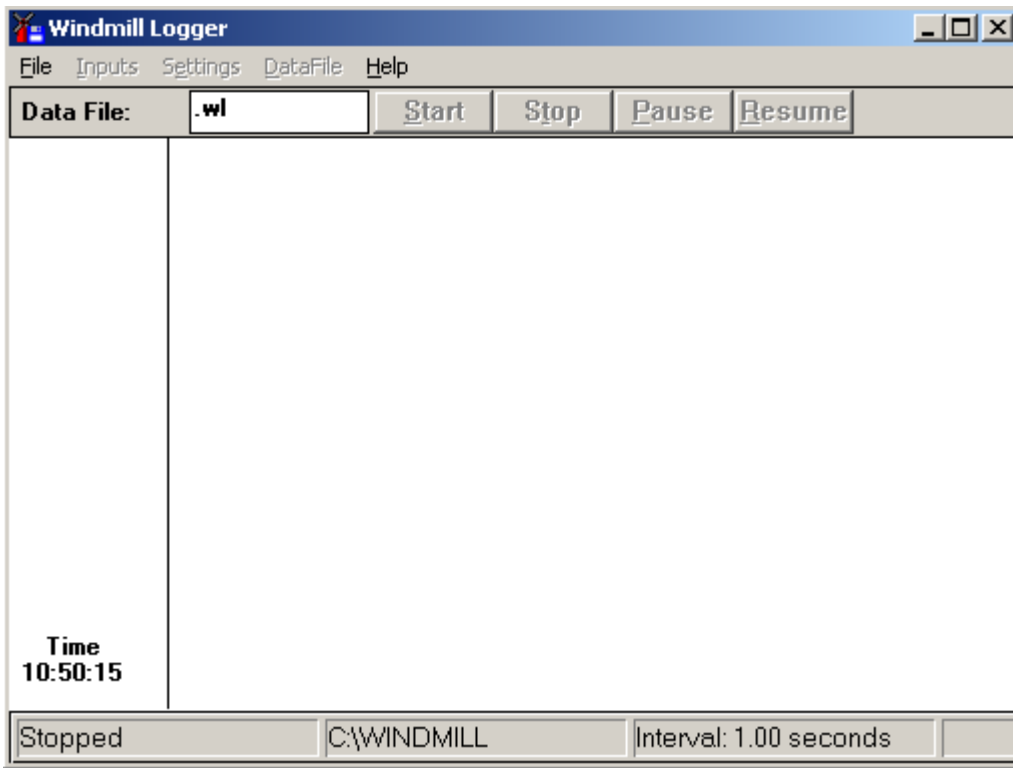 Windmill Logger
File Inputs Settings DataFile Help
Data File: .wl Start Stop Pause Resume
Time
10:50:15
Stopped C:\WINDMILL Interval: 1.00 seconds